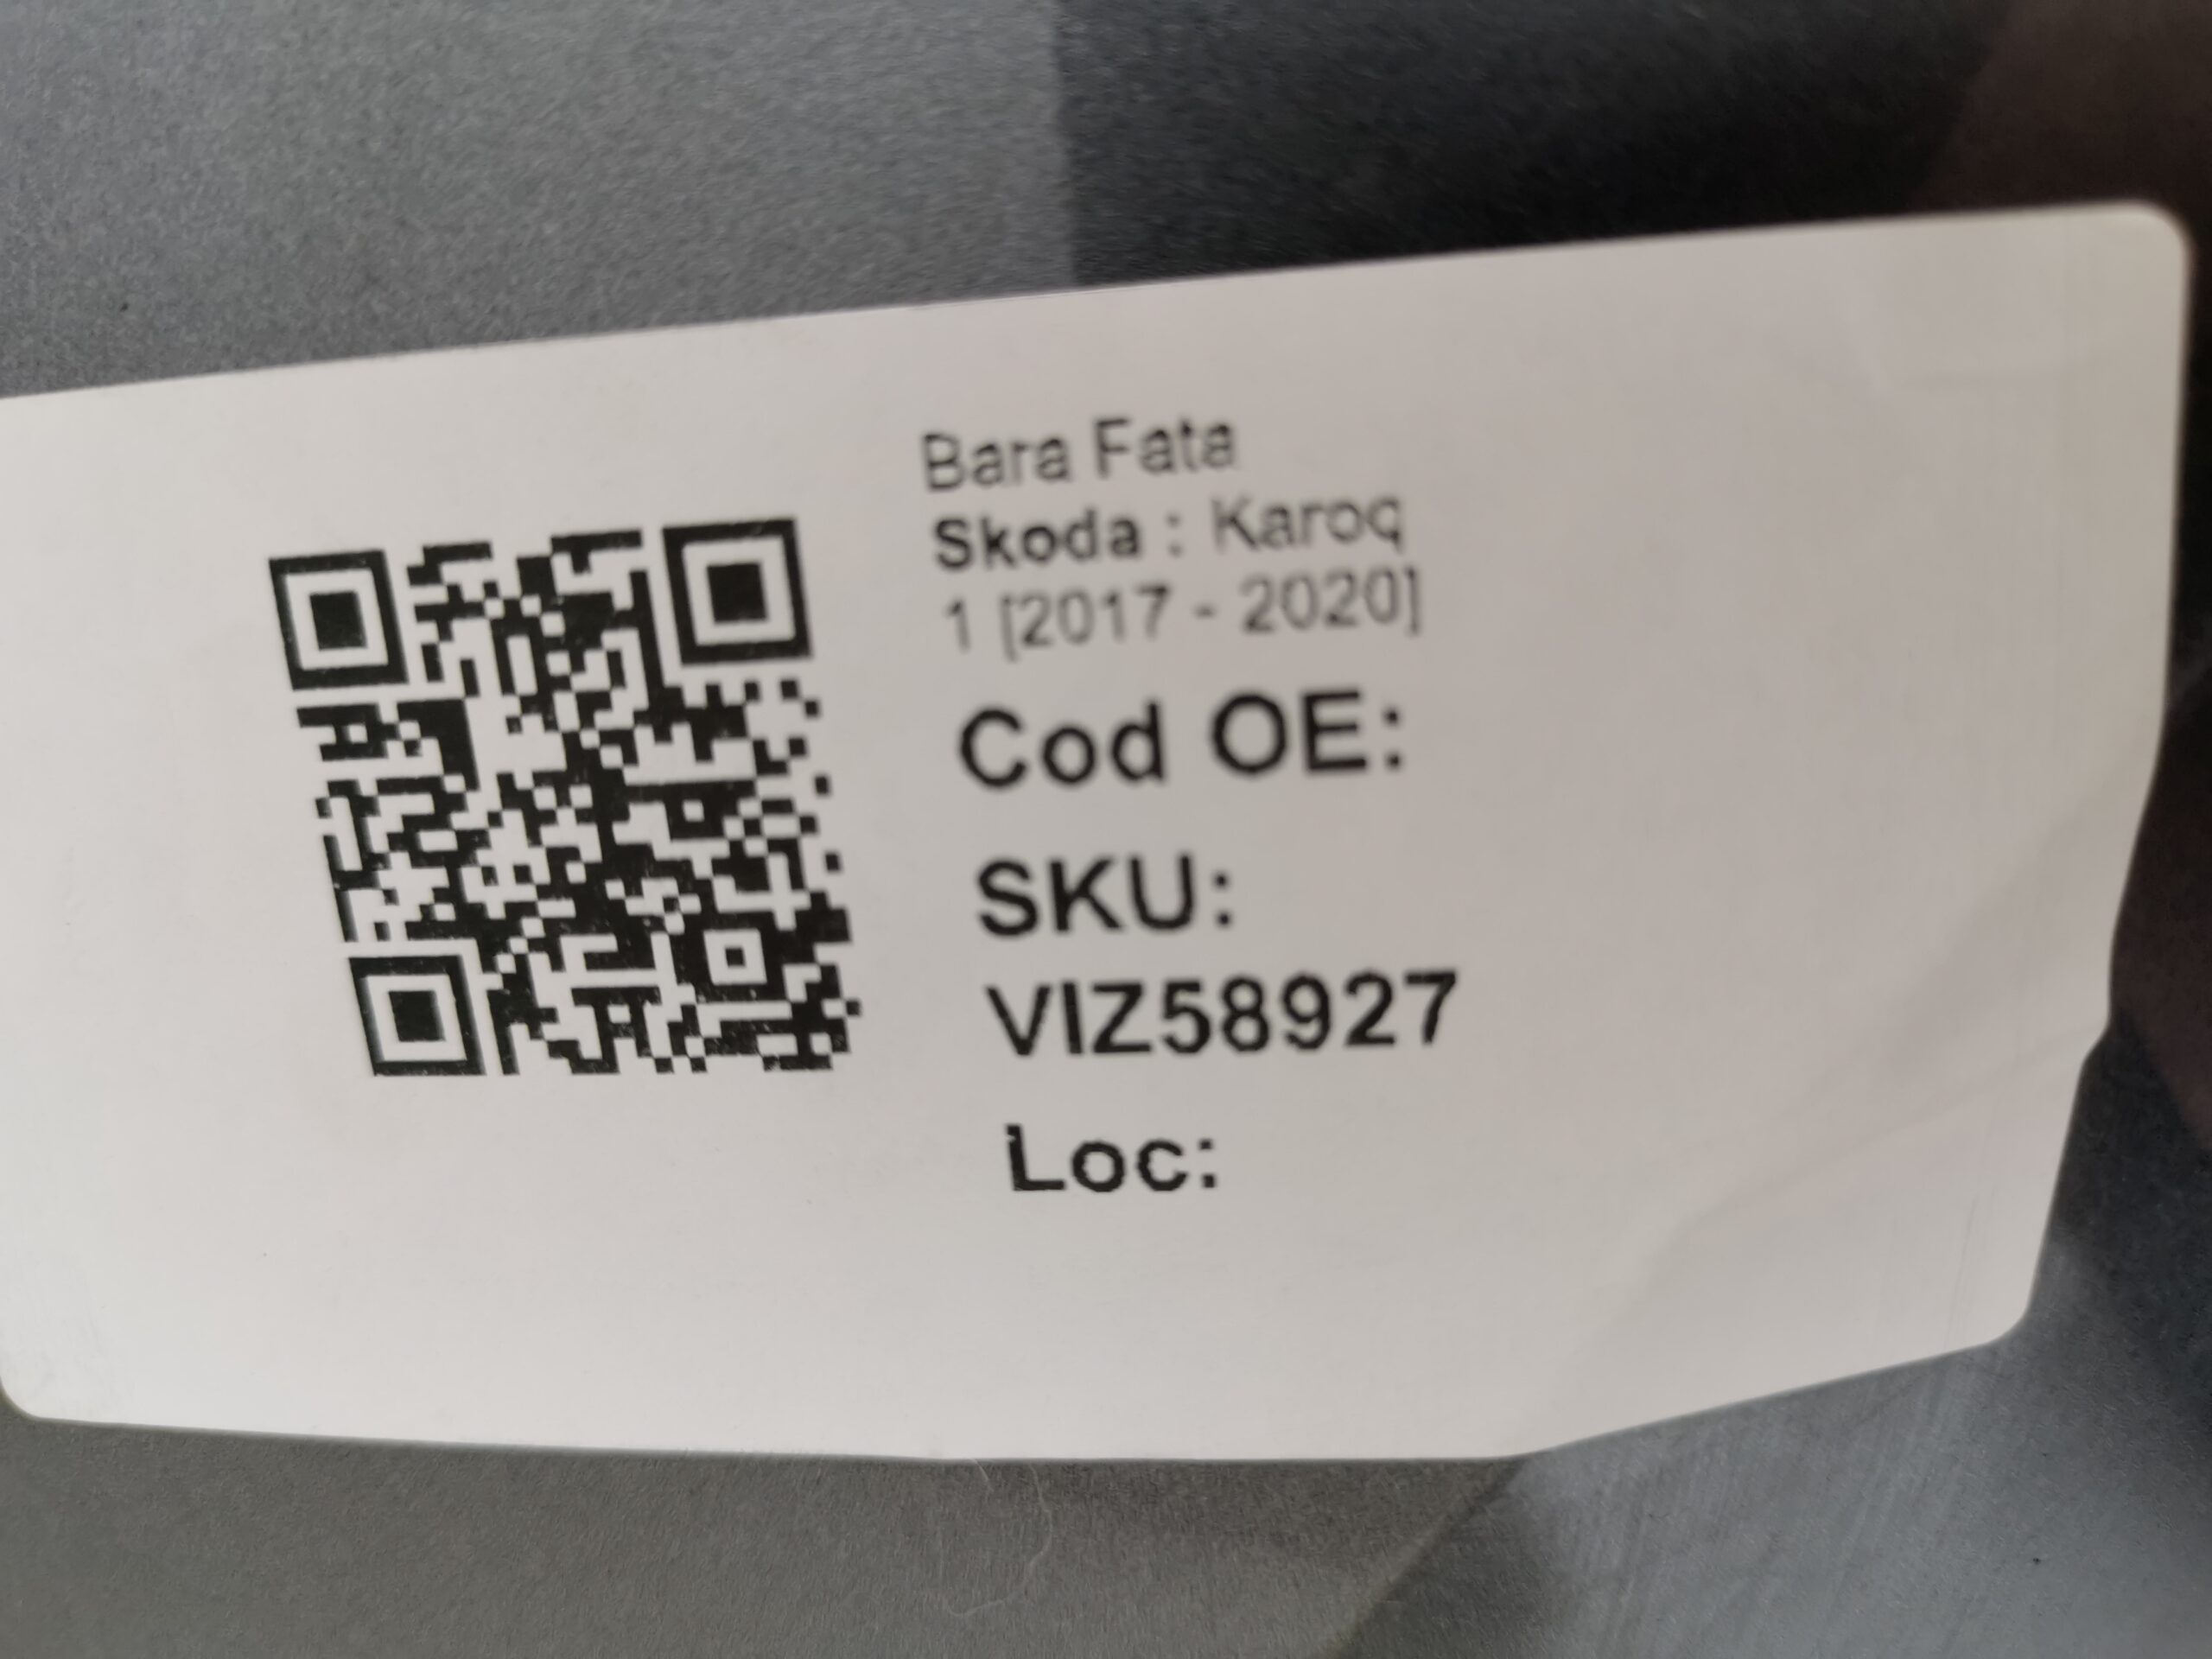 Bara Fata
Skoda : Karoq
1 [2017 - 2020]
Cod OE:
SKU:
VIZ58927
Loc: